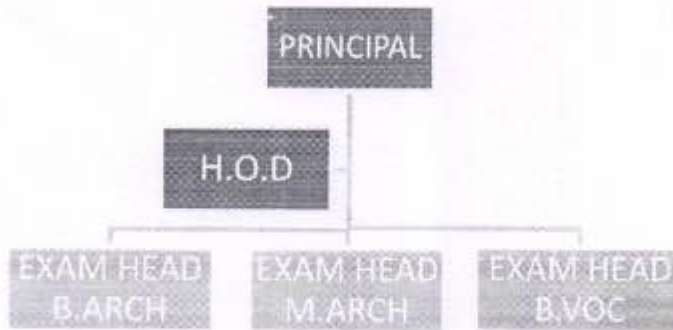 PRINCIPAL
H.O.D
EXAM HEAD
B.ARCH
EXAM HEAD
M.ARCH
EXAM HEAD
B.VOC